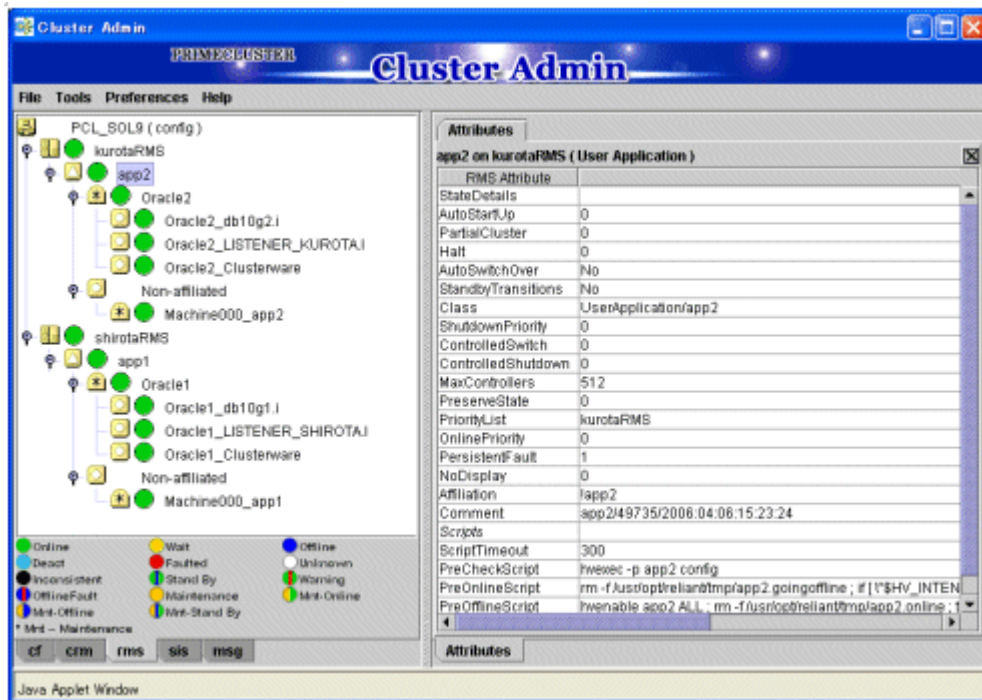 Cluster Admin
PRIMECLUSTER
Cluster Admin
File Tools Preferences Help
PCL_SOL9 ( config )
kurotaRMS
app2
Oracle2
Oracle2_db10g2.i
Oracle2_LISTENER_KUROTA.i
Oracle2_Clusterware
Non-affiliated
Machine000_app2
shirotaRMS
app1
Oracle1
Oracle1_db10g1.i
Oracle1_LISTENER_SHIROTA.i
Oracle1_Clusterware
Non-affiliated
Machine000_app1
Online Wait Offline
Deact Faulted Unknown
Inconsistent Stand By Warning
OfflineFault Maintenance Mnt-Online
Mnt-Offline Mnt-Stand By
* Mnt - Maintenance
cf crm rms sis msg
Attributes
app2 on kurotaRMS ( User Application )
RMS Attribute
StateDetails
AutoStartUp 0
PartialCluster 0
Halt 0
AutoSwitchOver No
StandbyTransitions No
Class UserApplication/app2
ShutdownPriority 0
ControlledSwitch 0
ControlledShutdown 0
MaxControllers 512
PreserveState 0
PriorityList kurotaRMS
OnlinePriority 0
PersistentFault 1
NoDisplay 0
Affiliation !app2
Comment app2/49735/2006:04:06:15:23:24
Scripts
ScriptTimeout 300
PreCheckScript hvexec -p app2 config
PreOnlineScript rm -f /usr/opt/reliant/tmp/app2.goingoffline ; if [ \"$HV_INTEN
PreOfflineScript hvenable app2 ALL ; rm -f /usr/opt/reliant/tmp/app2.online ;
Attributes
Java Applet Window